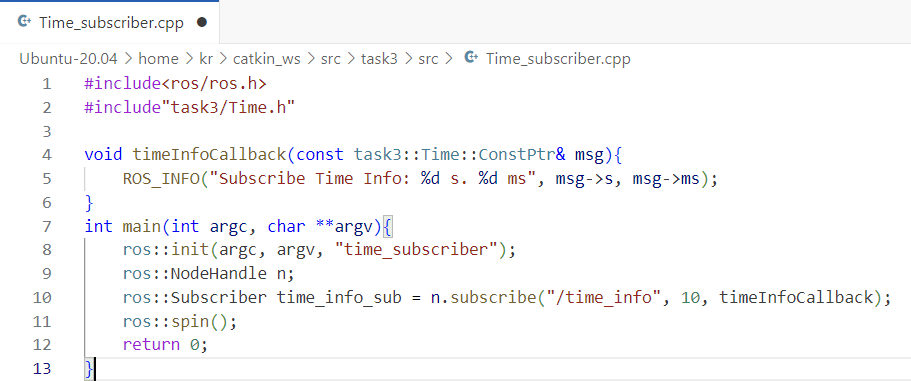 Time_subscriber.cpp
Ubuntu-20.04 > home > kr > catkin_ws > src > task3 > src > Time_subscriber.cpp
1 #include<ros/ros.h>
2 #include"task3/Time.h"
3
4 void timeInfoCallback(const task3::Time::ConstPtr& msg){
5 ROS_INFO("Subscribe Time Info: %d s. %d ms", msg->s, msg->ms);
6 }
7 int main(int argc, char **argv){
8 ros::init(argc, argv, "time_subscriber");
9 ros::NodeHandle n;
10 ros::Subscriber time_info_sub = n.subscribe("/time_info", 10, timeInfoCallback);
11 ros::spin();
12 return 0;
13 }